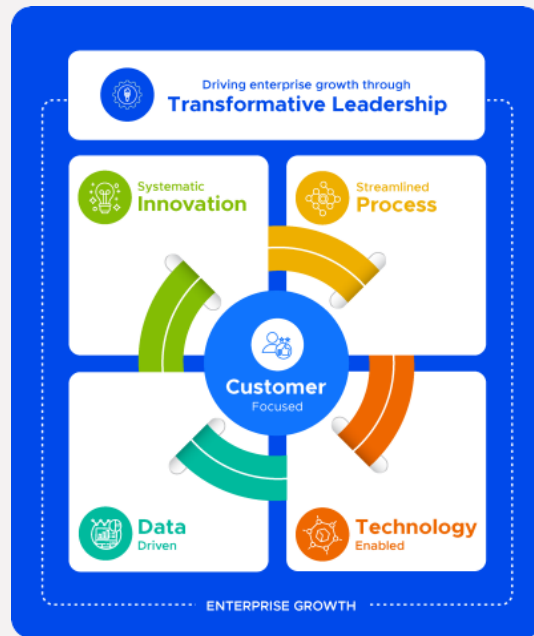 Driving enterprise growth through
Transformative Leadership
Systematic
Innovation
Streamlined
Process
Customer
Focused
Data
Driven
Technology
Enabled
ENTERPRISE GROWTH